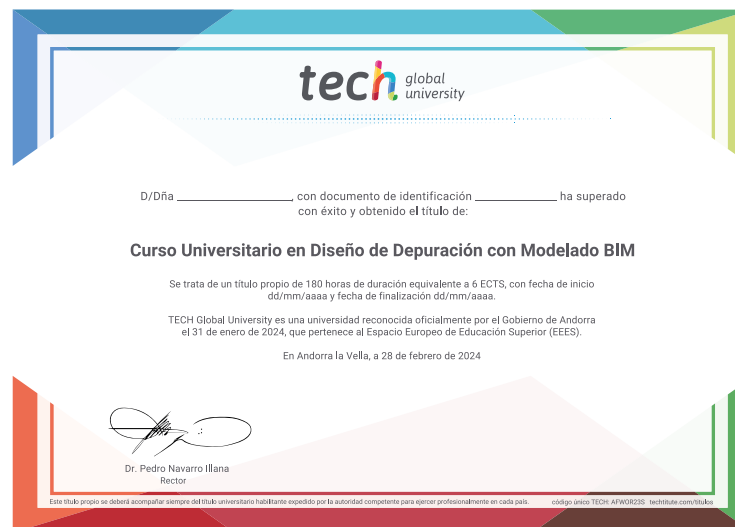 tech global university
D/Dña ____________________, con documento de identificación ______________ ha superado
con éxito y obtenido el título de:
Curso Universitario en Diseño de Depuración con Modelado BIM
Se trata de un título propio de 180 horas de duración equivalente a 6 ECTS, con fecha de inicio
dd/mm/aaaa y fecha de finalización dd/mm/aaaa.
TECH Global University es una universidad reconocida oficialmente por el Gobierno de Andorra
el 31 de enero de 2024, que pertenece al Espacio Europeo de Educación Superior (EEES).
En Andorra la Vella, a 28 de febrero de 2024
Dr. Pedro Navarro Illana
Rector
Este título propio se deberá acompañar siempre del título universitario habilitante expedido por la autoridad competente para ejercer profesionalmente en cada país. código único TECH: AFWOR23S techtitute.com/titulos